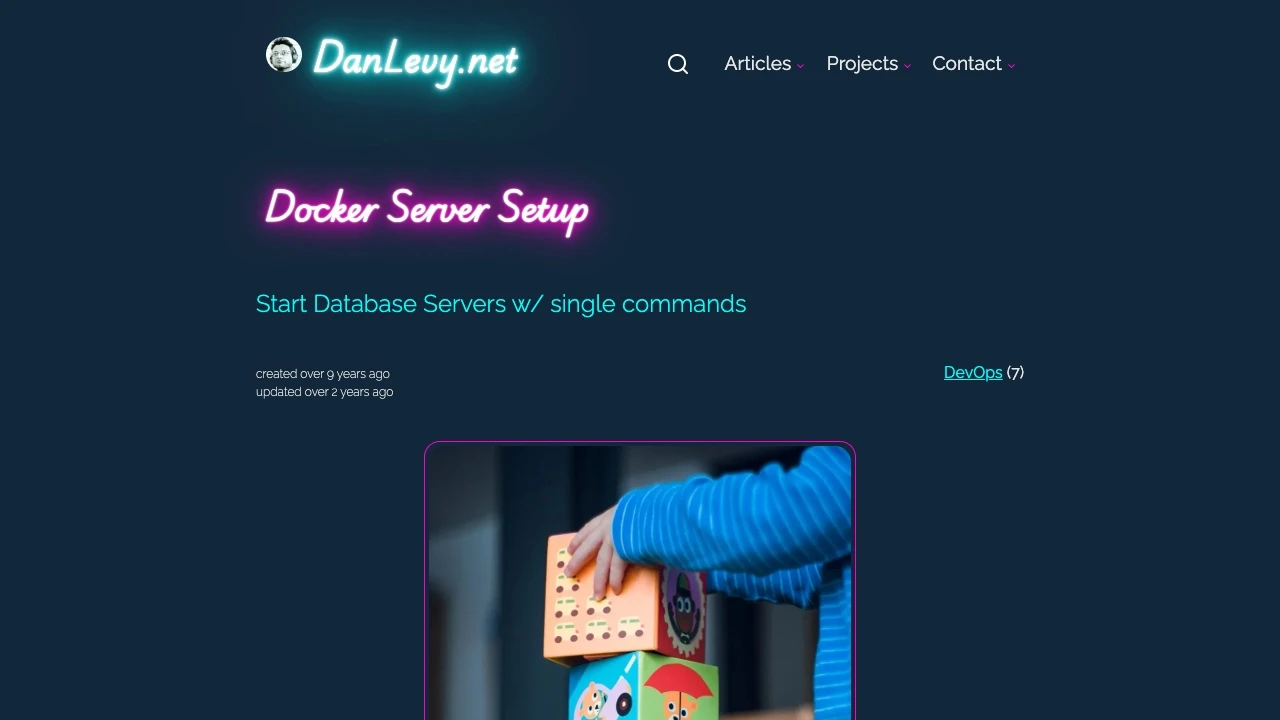 DanLevy.net
Articles
Projects
Contact
Docker Server Setup
Start Database Servers w/ single commands
created over 9 years ago
updated over 2 years ago
DevOps (7)